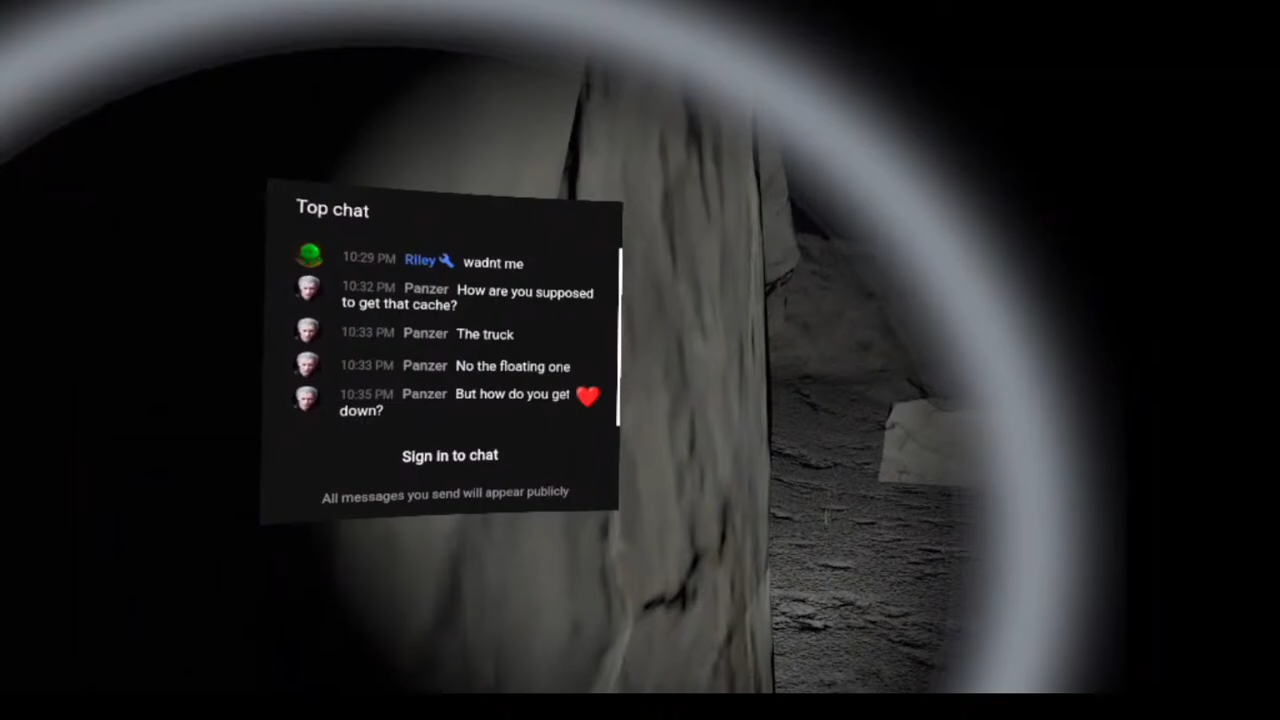 Top chat
10:29 PM Riley wadnt me
10:32 PM Panzer How are you supposed
to get that cache?
10:33 PM Panzer The truck
10:33 PM Panzer No the floating one
10:35 PM Panzer But how do you get ❤️
down?
Sign in to chat
All messages you send will appear publicly